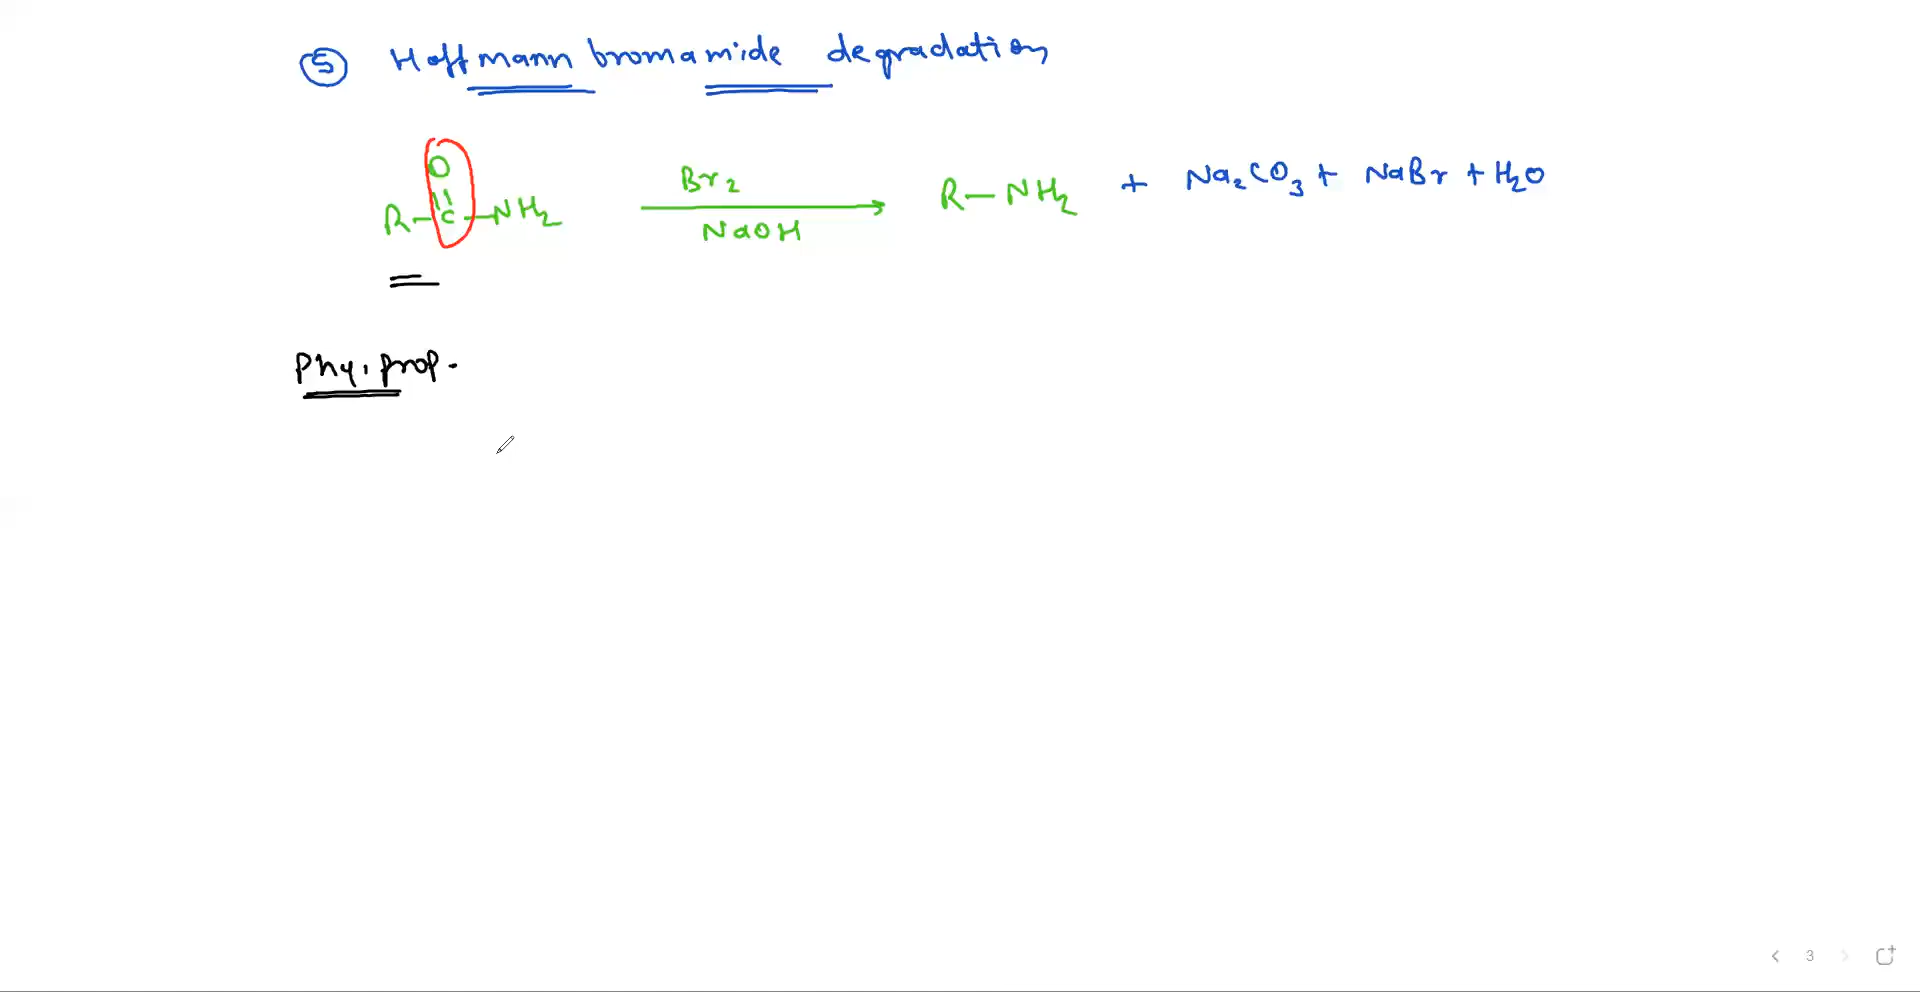 5 Hoffmann bromamide degradation
O
R-C-NH2 Br2 NaOH R-NH2 + Na2CO3 + NaBr + H2O
Phy. prop.
3